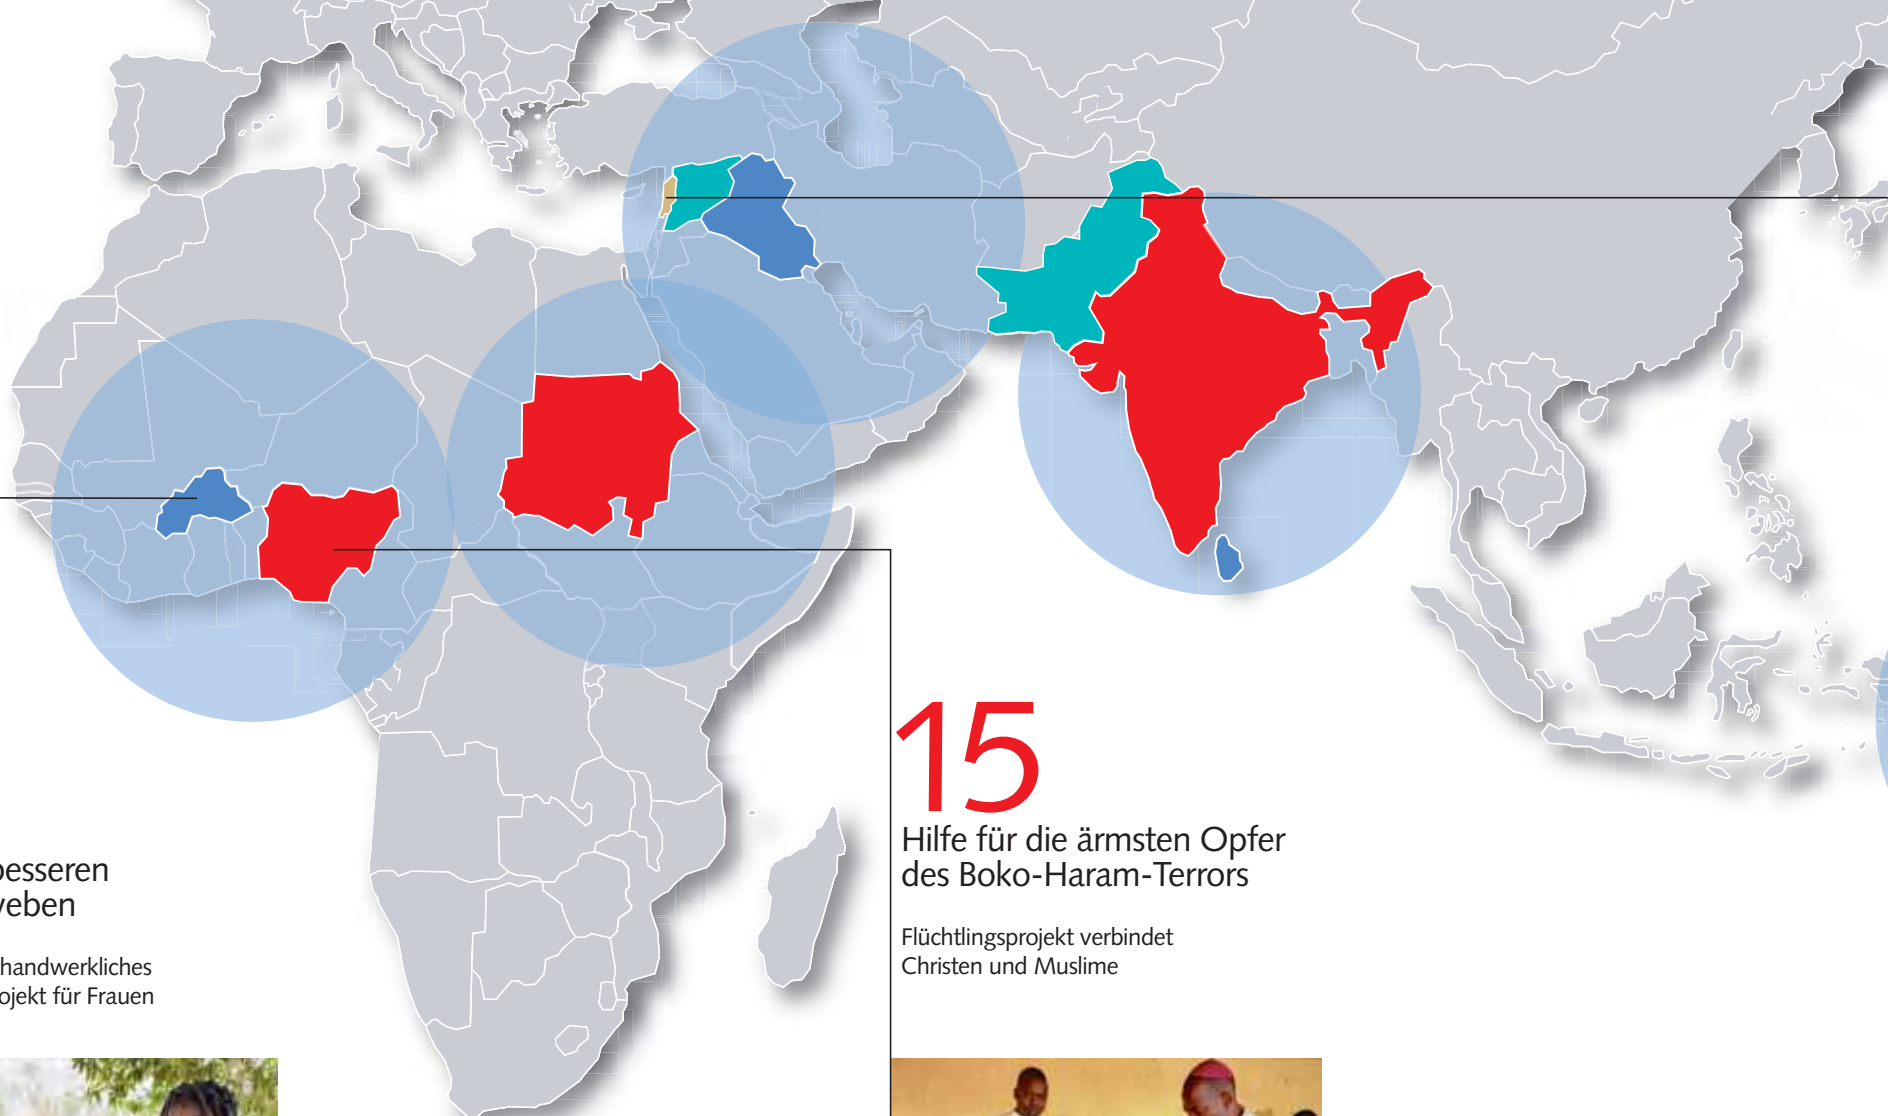 besseren
weben
handwerkliches
ojekt für Frauen
15
Hilfe für die ärmsten Opfer
des Boko-Haram-Terrors
Flüchtlingsprojekt verbindet
Christen und Muslime